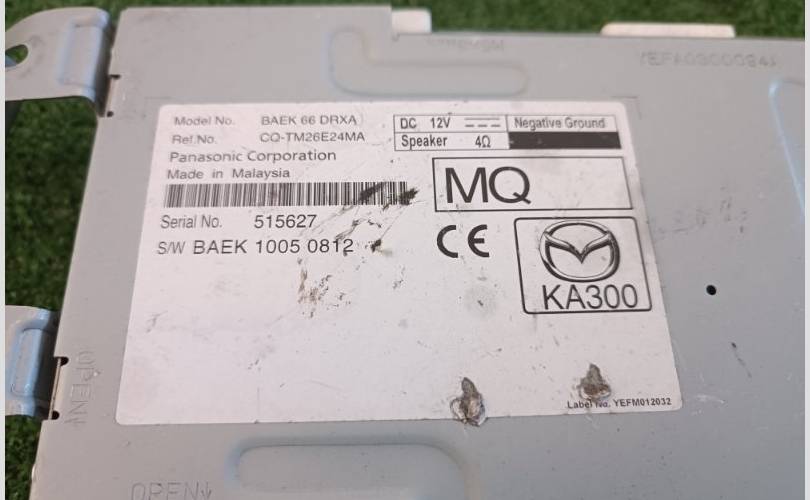 Model No. BAEK 66 DRXA
Ref.No. CQ-TM26E24MA
Panasonic Corporation
Made in Malaysia
Serial No. 515627
S/W BAEK 1005 0812
DC 12V Negative Ground
Speaker 4Ω
MQ
CE
KA300
Label No. YEFM012032
OPEN
OPEN